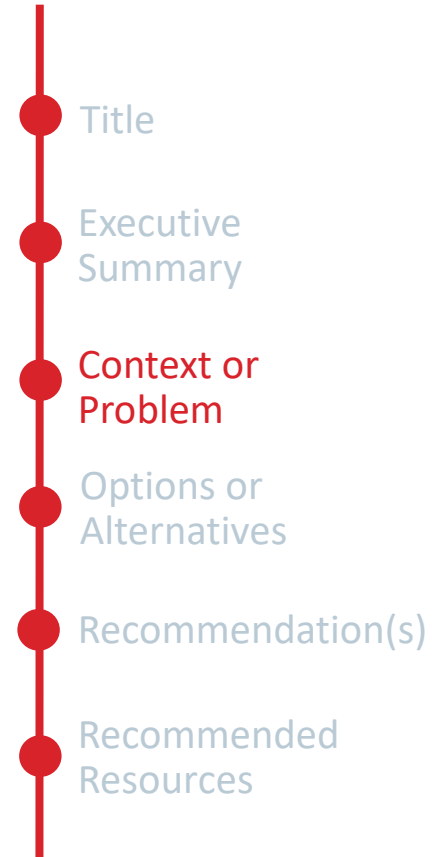 Title
Executive
Summary
Context or
Problem
Options or
Alternatives
Recommendation(s)
Recommended
Resources